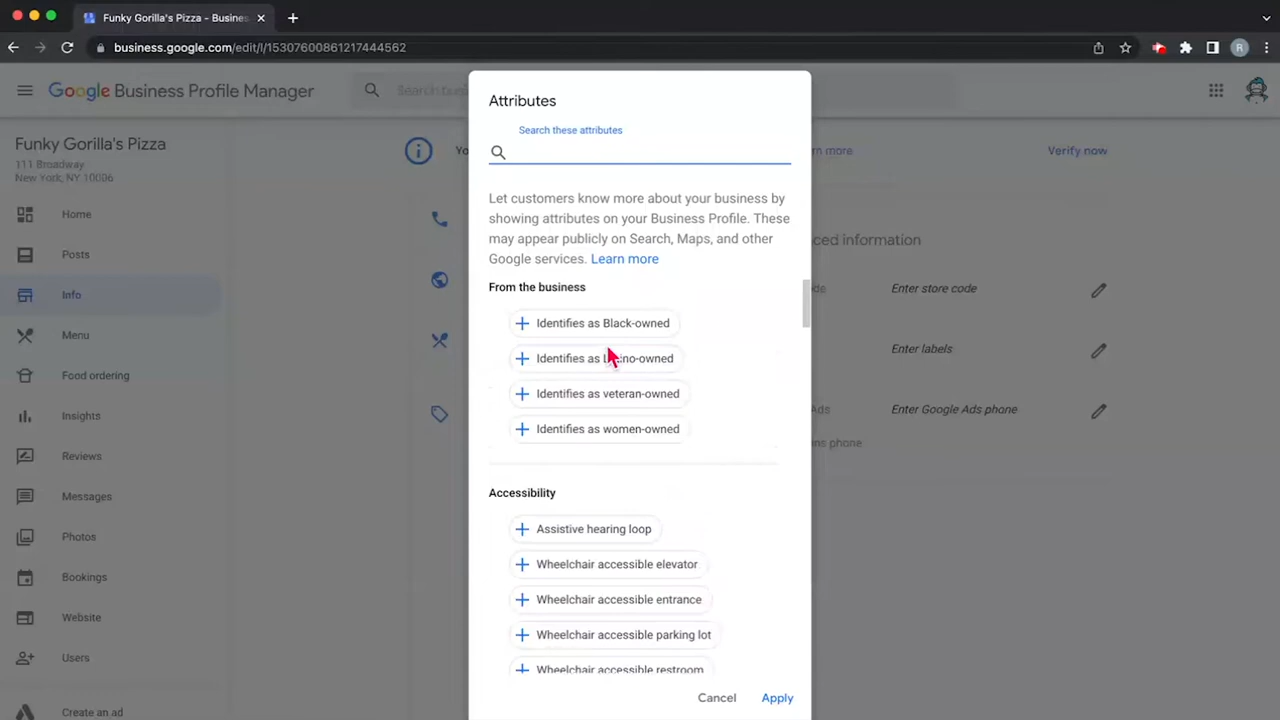 Funky Gorilla's Pizza - Busines
business.google.com/edit/l/15307600861217444562
R
Google Business Profile Manager
Funky Gorilla's Pizza
111 Broadway
New York, NY 10006
Home
Posts
Info
Menu
Food ordering
Insights
Reviews
Messages
Photos
Bookings
Website
Users
Create an ad
Attributes
Search these attributes
Let customers know more about your business by
showing attributes on your Business Profile. These
may appear publicly on Search, Maps, and other
Google services. Learn more
From the business
Identifies as Black-owned
Identifies as
Identifies as veteran-owned
Identifies as women-owned
Accessibility
Assistive hearing loop
Wheelchair accessible elevator
Wheelchair accessible entrance
Wheelchair accessible parking lot
Wheelchair accessible restroom
Cancel
Apply
Verify now
information
Enter store code
Enter labels
Ads
Enter Google Ads phone
phone